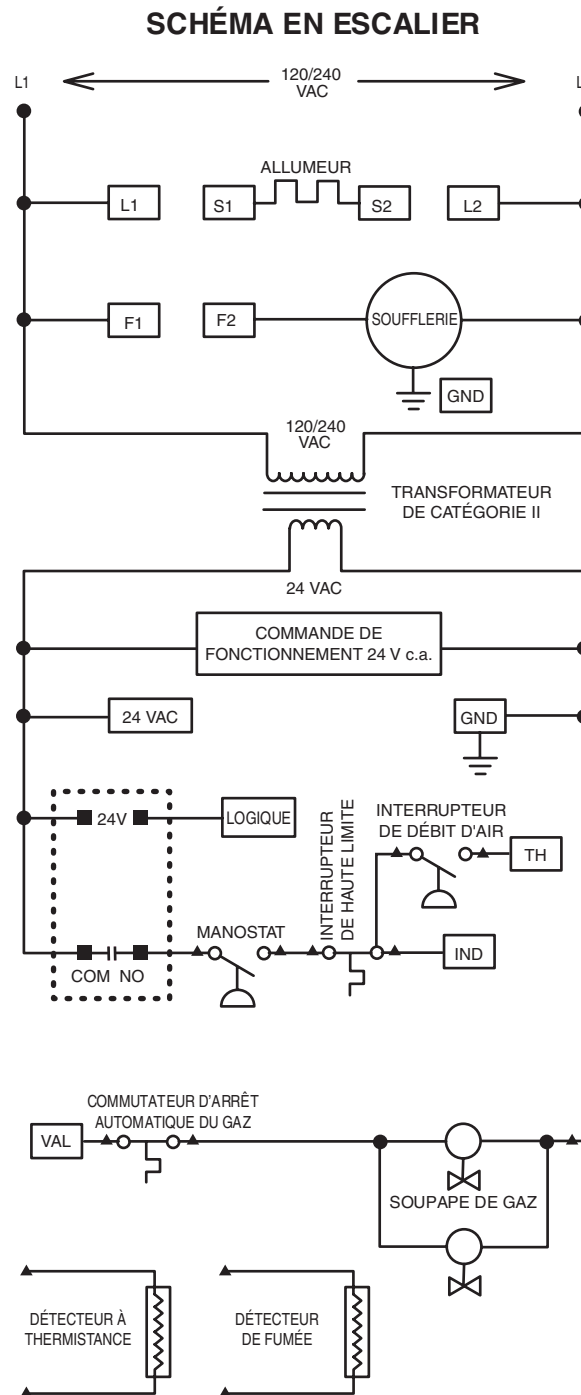 SCHÉMA EN ESCALIER
L1
120/240
VAC
L
ALLUMEUR
L1
S1
S2
L2
F1
F2
SOUFFLERIE
GND
120/240
VAC
TRANSFORMATEUR
DE CATÉGORIE II
24 VAC
COMMANDE DE
FONCTIONNEMENT 24 V c.a.
24 VAC
GND
24V
LOGIQUE
INTERRUPTEUR
DE HAUTE LIMITE
INTERRUPTEUR
DE DÉBIT D'AIR
TH
MANOSTAT
COM NO
IND
COMMUTATEUR D'ARRÊT
AUTOMATIQUE DU GAZ
VAL
SOUPAPE DE GAZ
DÉTECTEUR À
THERMISTANCE
DÉTECTEUR
DE FUMÉE